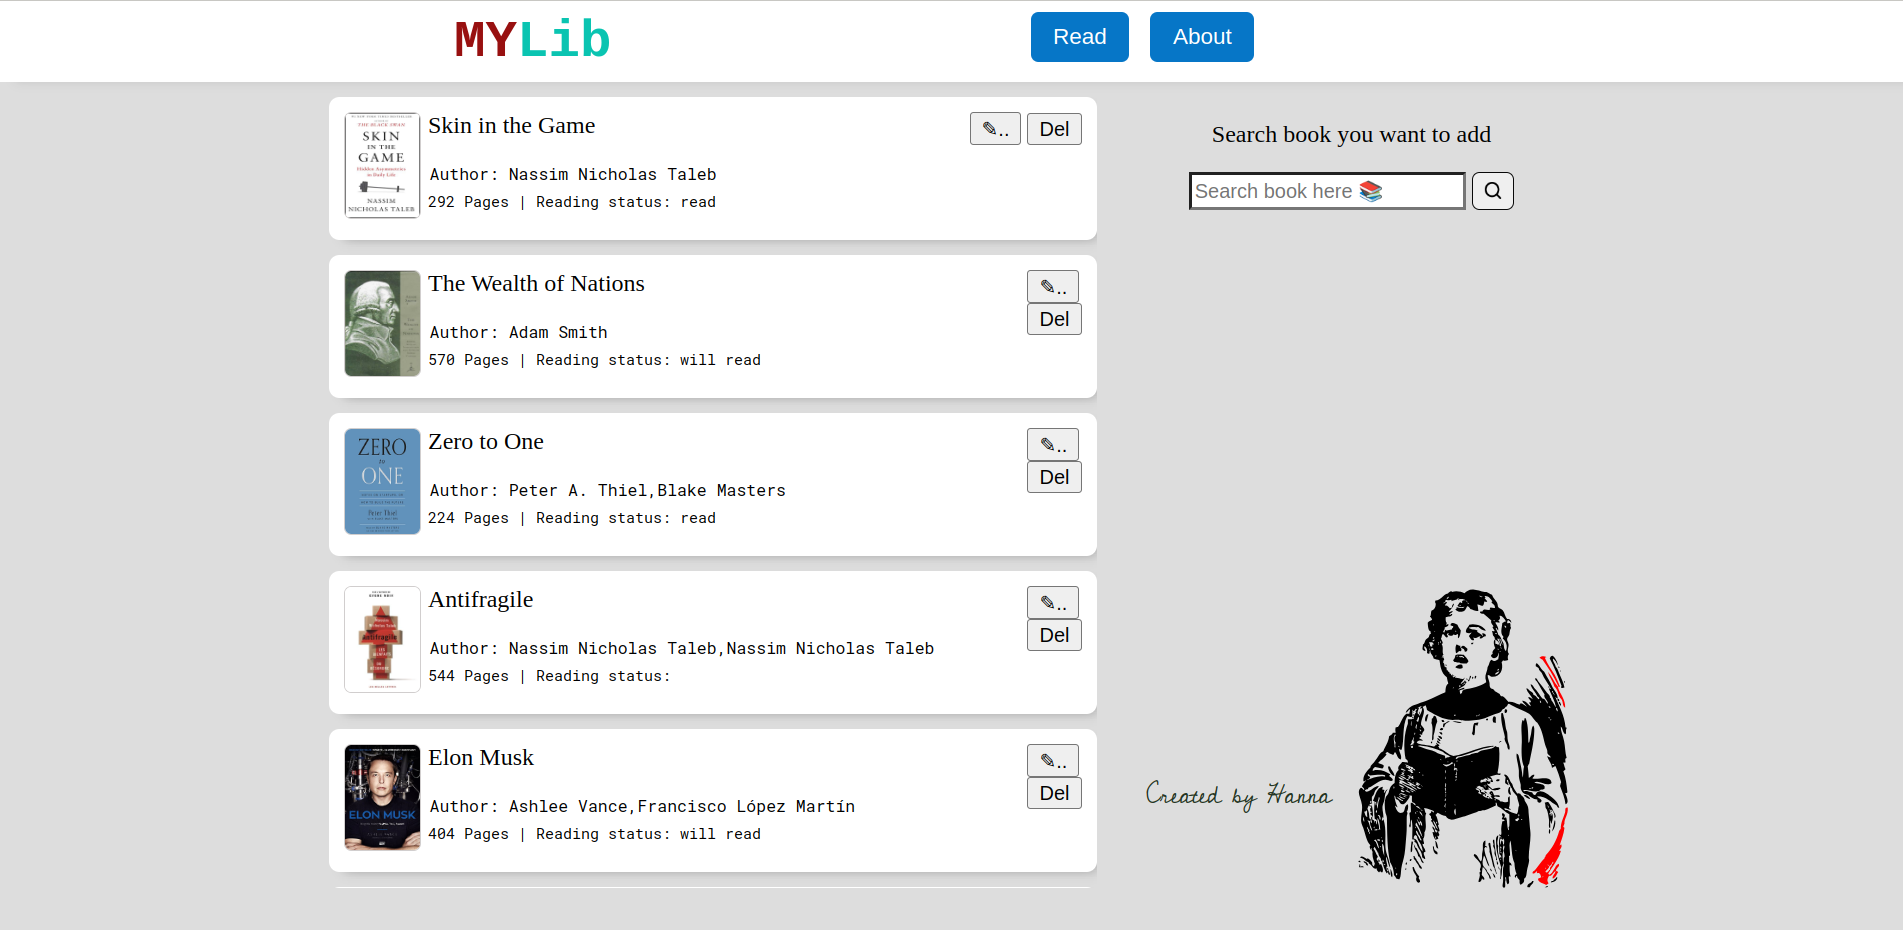 MYLib
Read
About
SKIN
IN THE
GAME
NASSIM
NICHOLAS TALEB
Skin in the Game
✎..
Del
Author: Nassim Nicholas Taleb
292 Pages | Reading status: read
The Wealth of Nations
✎..
Del
Author: Adam Smith
570 Pages | Reading status: will read
ZERO
to
ONE
Peter Thiel
Zero to One
✎..
Del
Author: Peter A. Thiel,Blake Masters
224 Pages | Reading status: read
antifragile
Antifragile
✎..
Del
Author: Nassim Nicholas Taleb,Nassim Nicholas Taleb
544 Pages | Reading status:
ELON MUSK
Elon Musk
✎..
Del
Author: Ashlee Vance,Francisco López Martín
404 Pages | Reading status: will read
Search book you want to add
Search book here 📚
Created by Hanna